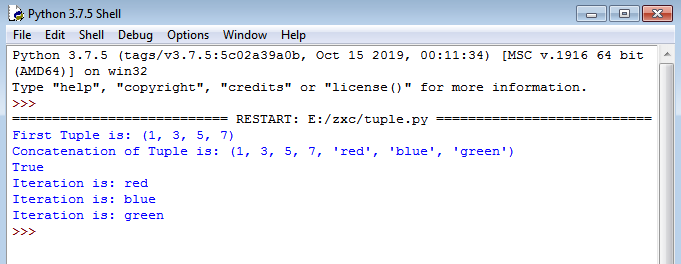 Python 3.7.5 Shell
File Edit Shell Debug Options Window Help
Python 3.7.5 (tags/v3.7.5:5c02a39a0b, Oct 15 2019, 00:11:34) [MSC v.1916 64 bit
(AMD64)] on win32
Type "help", "copyright", "credits" or "license()" for more information.
>>>
=========================== RESTART: E:/zxc/tuple.py ===========================
First Tuple is: (1, 3, 5, 7)
Concatenation of Tuple is: (1, 3, 5, 7, 'red', 'blue', 'green')
True
Iteration is: red
Iteration is: blue
Iteration is: green
>>>